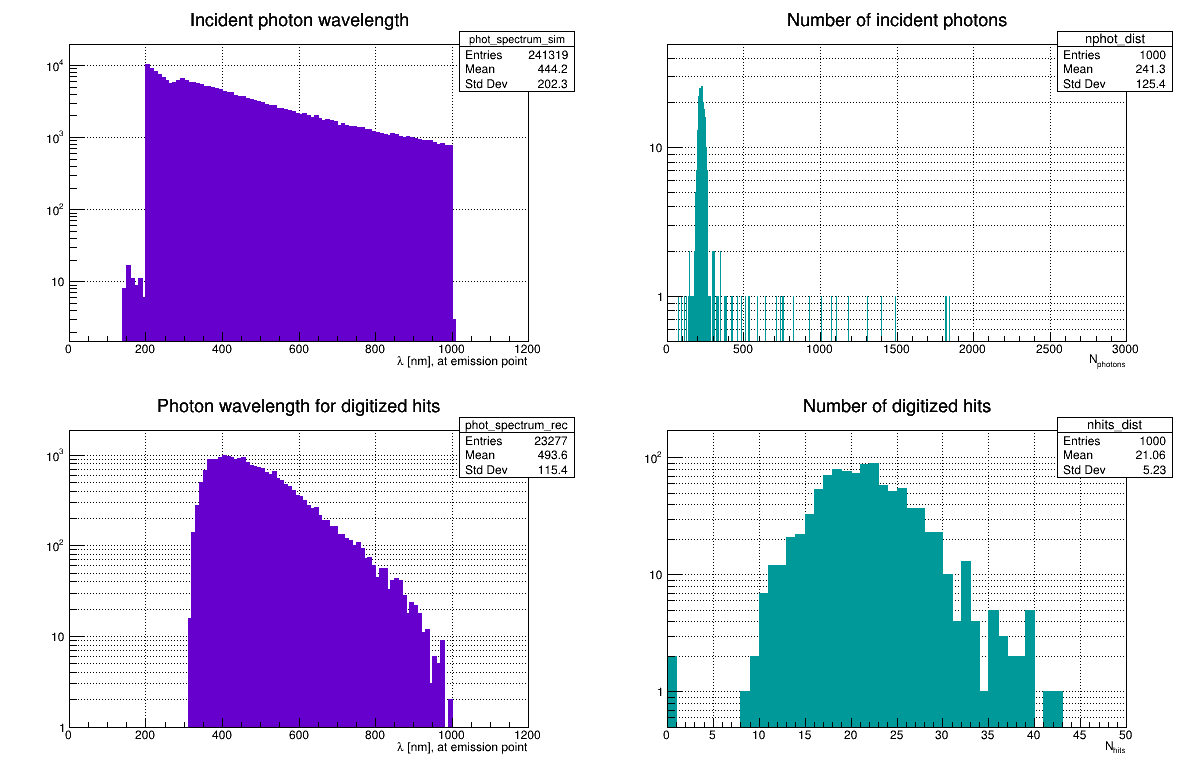 Incident photon wavelength
phot_spectrum_sim
Entries 241319
Mean 444.2
Std Dev 202.3
10⁴
10³
10²
10
0 200 400 600 800 1000 1200
λ [nm], at emission point
Number of incident photons
nphot_dist
Entries 1000
Mean 241.3
Std Dev 125.4
10
1
0 500 1000 1500 2000 2500 3000
Nphotons
Photon wavelength for digitized hits
phot_spectrum_rec
Entries 23277
Mean 493.6
Std Dev 115.4
10³
10²
10
1
0 200 400 600 800 1000 1200
λ [nm], at emission point
Number of digitized hits
nhits_dist
Entries 1000
Mean 21.06
Std Dev 5.23
10²
10
1
0 5 10 15 20 25 30 35 40 45 50
Nhits